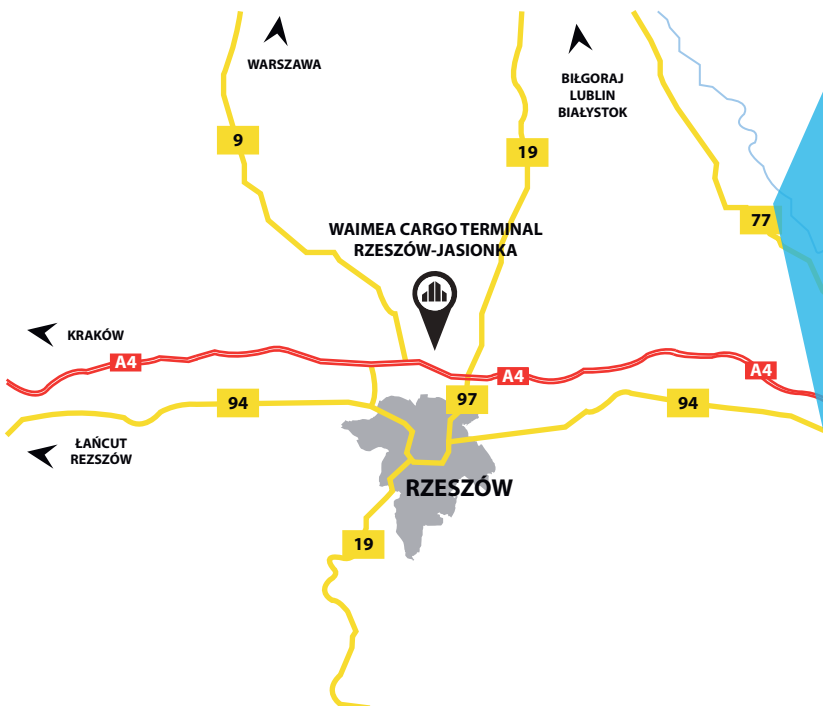 WARSZAWA
BIŁGORAJ
LUBLIN
BIAŁYSTOK
9
19
WAIMEA CARGO TERMINAL
RZESZÓW-JASIONKA
77
KRAKÓW
A4
A4
A4
94
97
94
ŁAŃCUT
REZSZÓW
RZESZÓW
19